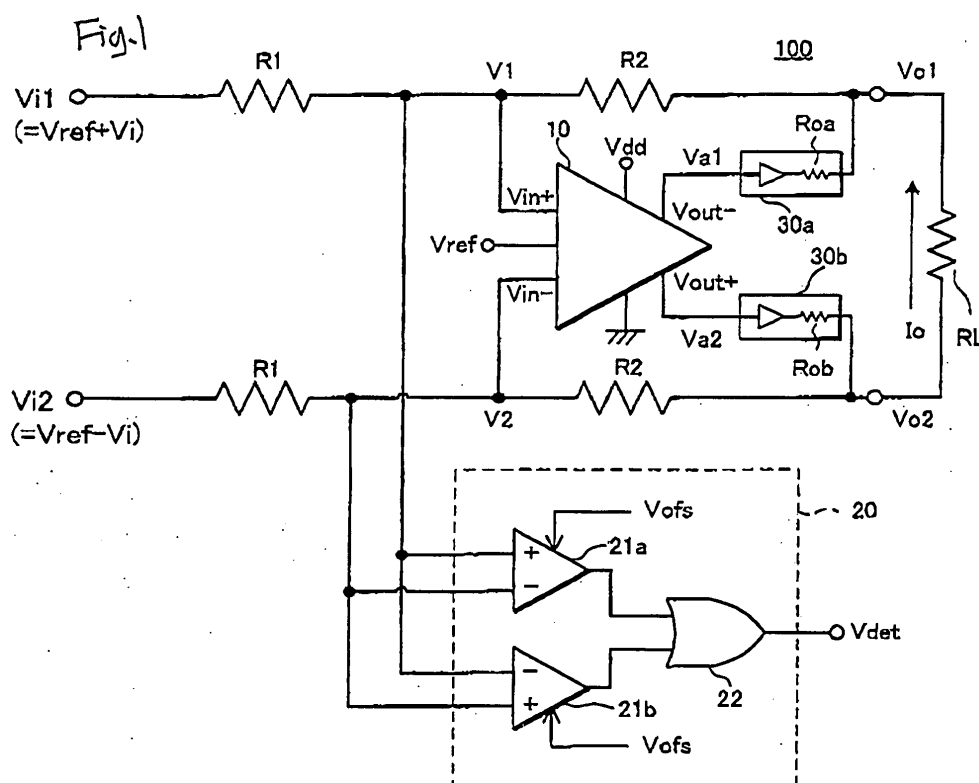 Fig.1
100
R1
V1
R2
Vo1
Vi1
(=Vref+Vi)
10
Vdd
Va1
Roa
Vin+
Vout-
30a
Vref
30b
Vin-
Vout+
Va2
Rob
Io
RL
R1
R2
Vi2
(=Vref-Vi)
V2
Vo2
Vofs
20
21a
+
-
Vdet
22
-
+
21b
Vofs